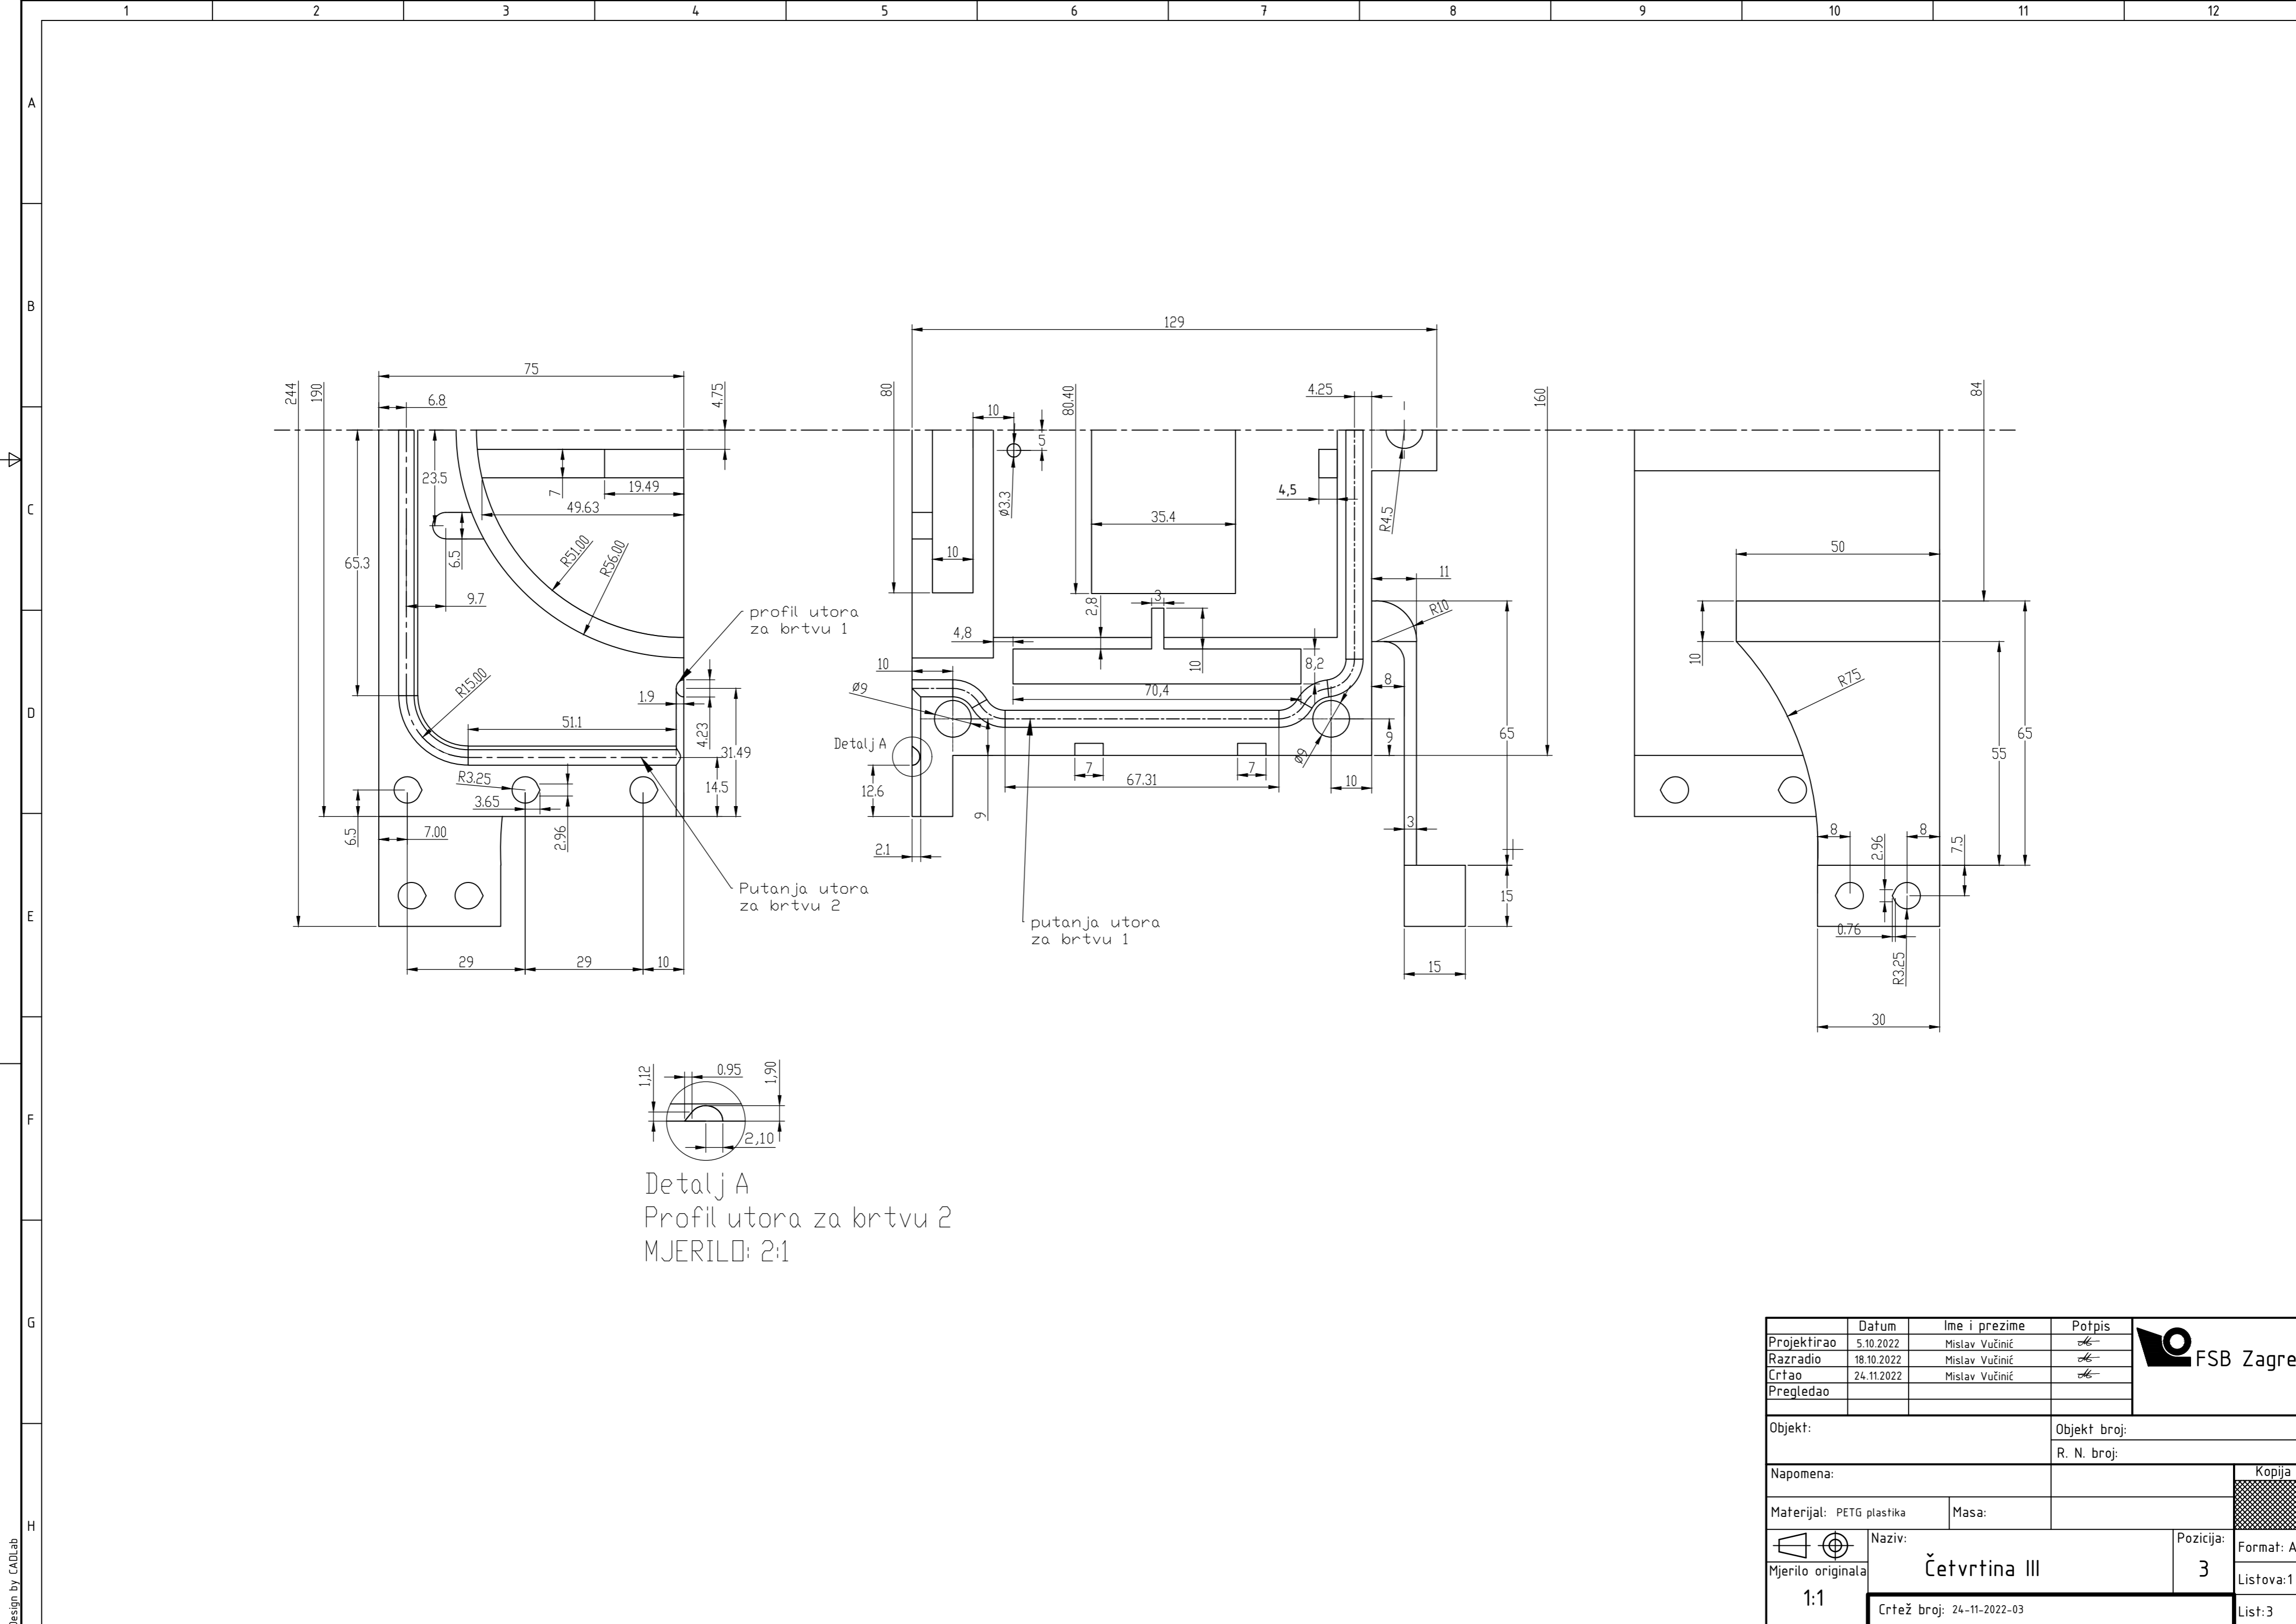 1 2 3 4 5 6 7 8 9 10 11 12
A
B
C
D
E
F
G
H
244
190
75
6.8
4.75
23.5
7
19.49
49.63
65.3
6.5
9.7
R51.00
R56.00
profil utora
za brtvu 1
R15.00
1.9
4.23
51.1
31.49
14.5
R3.25
3.65
2.96
6.5
7.00
Putanja utora
za brtvu 2
29
29
10
129
80
10
5
80.40
4.25
160
Ø3.3
4,5
35.4
R4.5
10
11
2,8
3
R10
4,8
10
10
8,2
8
Ø9
70,4
65
Detalj A
9
Ø9
7
7
12.6
67.31
10
9
2.1
3
15
putanja utora
za brtvu 1
15
84
50
10
R75
65
55
8
8
2.96
7.5
0.76
R3.25
30
1,12
0.95
1,90
2,10
Detalj A
Profil utora za brtvu 2
MJERILO: 2:1
Datum Ime i prezime Potpis
Projektirao 5.10.2022 Mislav Vučinić
Razradio 18.10.2022 Mislav Vučinić
Crtao 24.11.2022 Mislav Vučinić
Pregledao
FSB Zagre
Objekt:
Objekt broj:
R. N. broj:
Napomena:
Kopija
Materijal: PETG plastika
Masa:
Naziv:
Četvrtina III
Pozicija:
3
Format: A
Mjerilo originala
1:1
Listova:1
Crtež broj: 24-11-2022-03
List:3
Design by CADLab